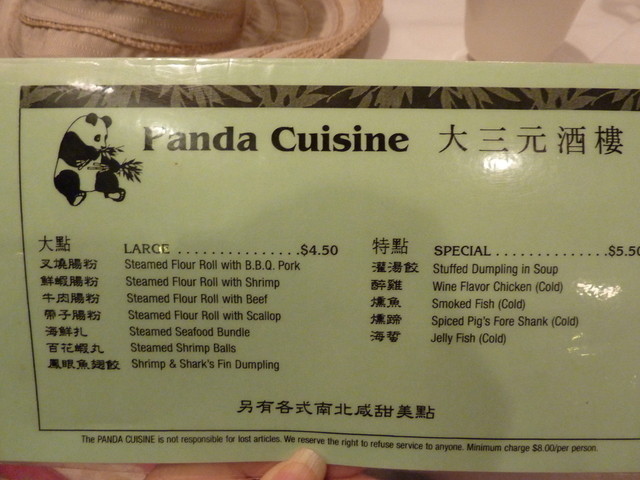 Panda Cuisine 大三元酒樓
大點 LARGE ................$4.50
叉燒腸粉 Steamed Flour Roll with B.B.Q. Pork
鮮蝦腸粉 Steamed Flour Roll with Shrimp
牛肉腸粉 Steamed Flour Roll with Beef
帶子腸粉 Steamed Flour Roll with Scallop
海鮮扎 Steamed Seafood Bundle
百花蝦丸 Steamed Shrimp Balls
鳳眼魚翅餃 Shrimp & Shark's Fin Dumpling
特點 SPECIAL ...............$5.50
灌湯餃 Stuffed Dumpling in Soup
醉雞 Wine Flavor Chicken (Cold)
燻魚 Smoked Fish (Cold)
燻蹄 Spiced Pig's Fore Shank (Cold)
海蜇 Jelly Fish (Cold)
另有各式南北咸甜美點
The PANDA CUISINE is not responsible for lost articles. We reserve the right to refuse service to anyone. Minimum charge $8.00/per person.